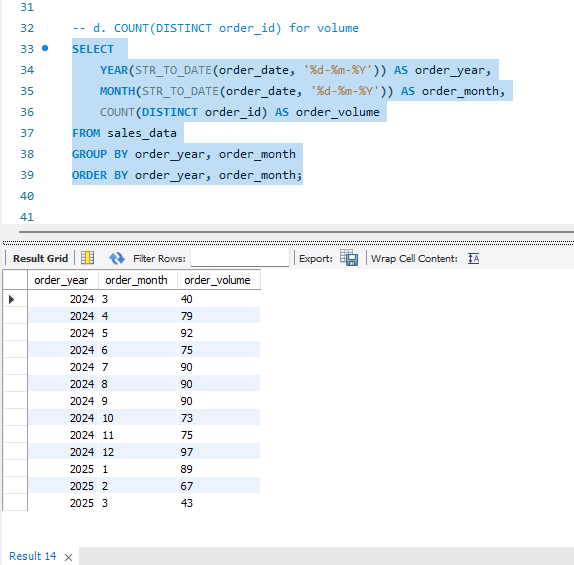 31
32 -- d. COUNT(DISTINCT order_id) for volume
33 SELECT
34 YEAR(STR_TO_DATE(order_date, '%d-%m-%Y')) AS order_year,
35 MONTH(STR_TO_DATE(order_date, '%d-%m-%Y')) AS order_month,
36 COUNT(DISTINCT order_id) AS order_volume
37 FROM sales_data
38 GROUP BY order_year, order_month
39 ORDER BY order_year, order_month;
40
41
Result Grid Filter Rows: Export: Wrap Cell Content:
order_year order_month order_volume
2024 3 40
2024 4 79
2024 5 92
2024 6 75
2024 7 90
2024 8 90
2024 9 90
2024 10 73
2024 11 75
2024 12 97
2025 1 89
2025 2 67
2025 3 43
Result 14